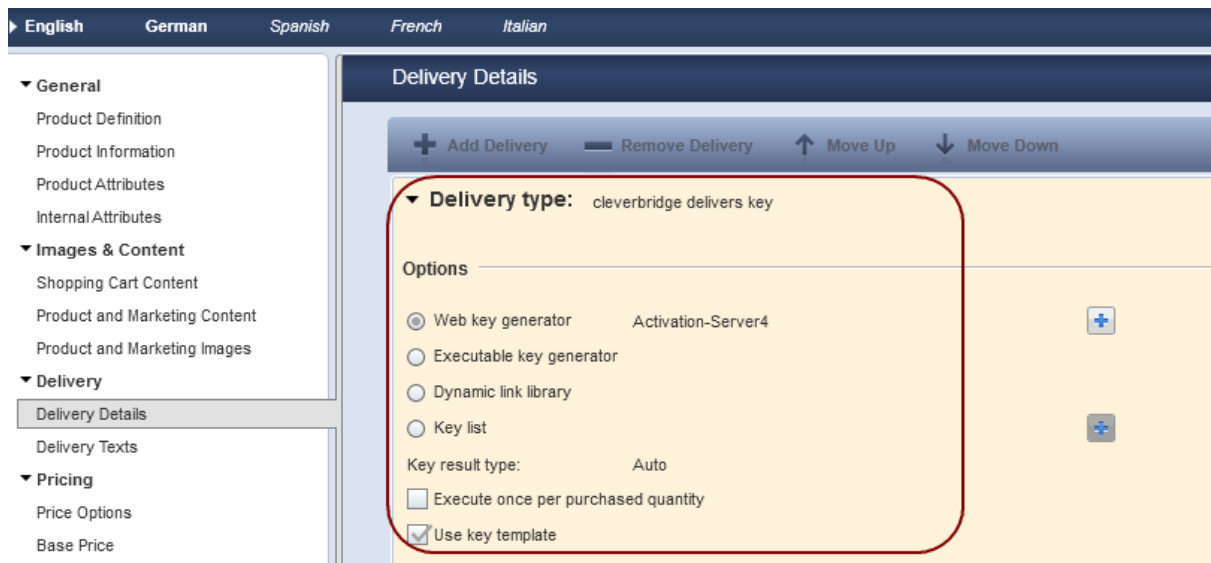 English German Spanish French Italian
General
Product Definition
Product Information
Product Attributes
Internal Attributes
Images & Content
Shopping Cart Content
Product and Marketing Content
Product and Marketing Images
Delivery
Delivery Details
Delivery Texts
Pricing
Price Options
Base Price
Delivery Details
Add Delivery Remove Delivery Move Up Move Down
Delivery type: cleverbridge delivers key
Options
Web key generator Activation-Server4
Executable key generator
Dynamic link library
Key list
Key result type: Auto
Execute once per purchased quantity
Use key template